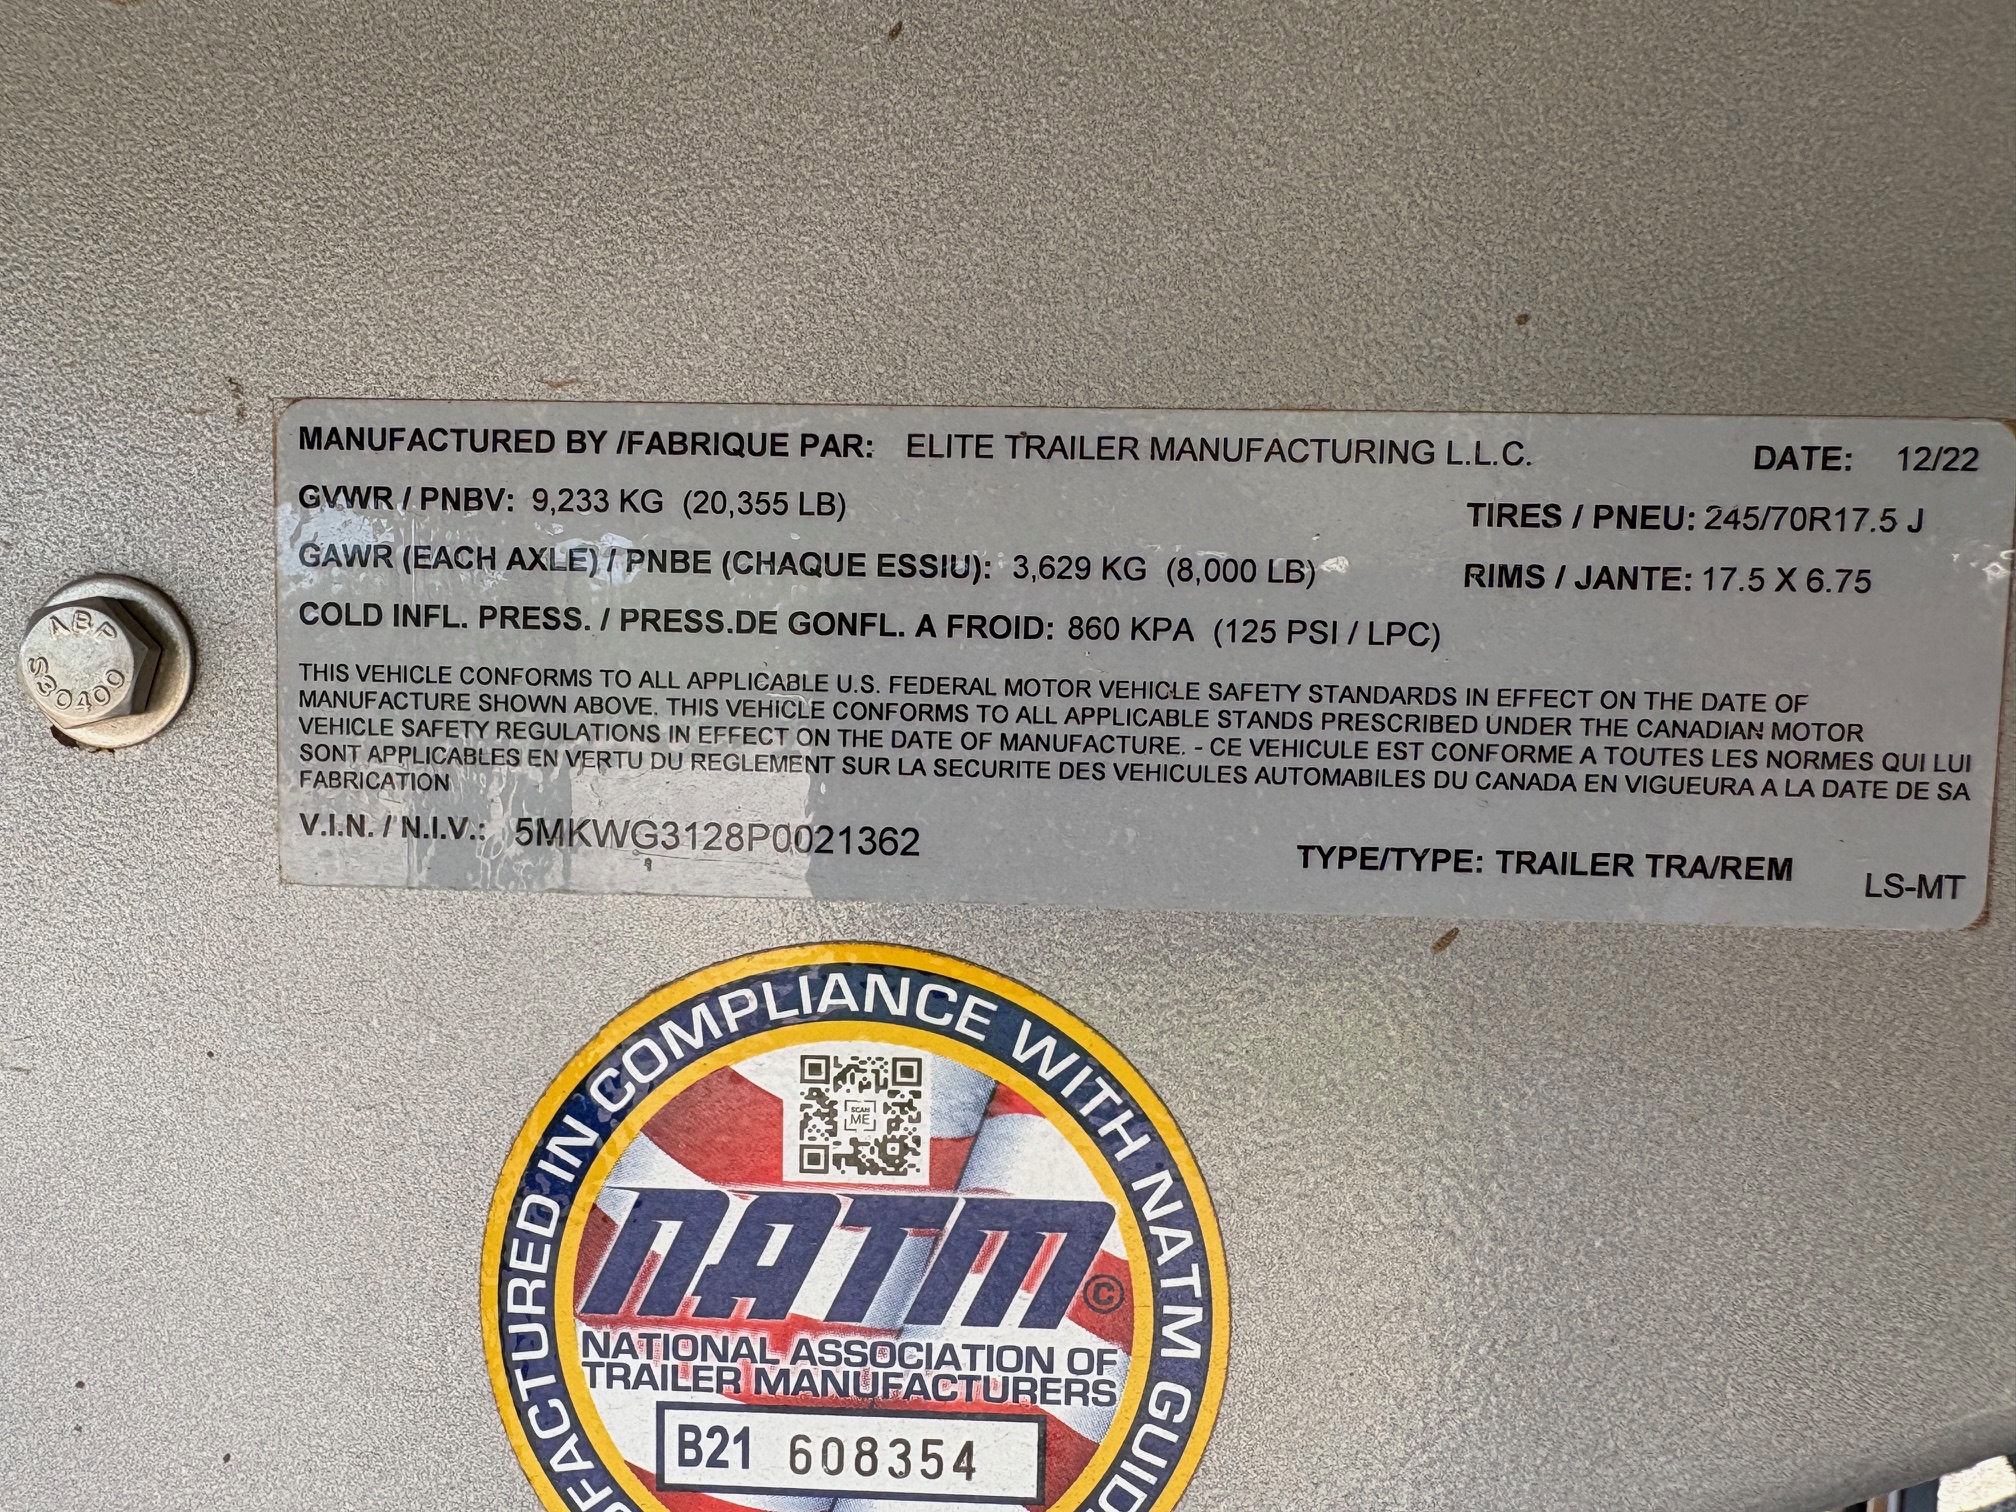 MANUFACTURED BY /FABRIQUE PAR: ELITE TRAILER MANUFACTURING L.L.C. DATE: 12/22
GVWR / PNBV: 9,233 KG (20,355 LB) TIRES / PNEU: 245/70R17.5 J
GAWR (EACH AXLE) / PNBE (CHAQUE ESSIU): 3,629 KG (8,000 LB) RIMS / JANTE: 17.5 X 6.75
COLD INFL. PRESS. / PRESS.DE GONFL. A FROID: 860 KPA (125 PSI / LPC)
THIS VEHICLE CONFORMS TO ALL APPLICABLE U.S. FEDERAL MOTOR VEHICLE SAFETY STANDARDS IN EFFECT ON THE DATE OF
MANUFACTURE SHOWN ABOVE. THIS VEHICLE CONFORMS TO ALL APPLICABLE STANDS PRESCRIBED UNDER THE CANADIAN MOTOR
VEHICLE SAFETY REGULATIONS IN EFFECT ON THE DATE OF MANUFACTURE. - CE VEHICULE EST CONFORME A TOUTES LES NORMES QUI LUI
SONT APPLICABLES EN VERTU DU REGLEMENT SUR LA SECURITE DES VEHICULES AUTOMABILES DU CANADA EN VIGUEURA A LA DATE DE SA
FABRICATION
V.I.N. / N.I.V.: 5MKWG3128P0021362 TYPE/TYPE: TRAILER TRA/REM LS-MT
ABP
0040
S30
OFACTURED IN COMPLIANCE WITH NATM GUID
SCAN
ME
NATM ©
NATIONAL ASSOCIATION OF
TRAILER MANUFACTURERS
B21 608354